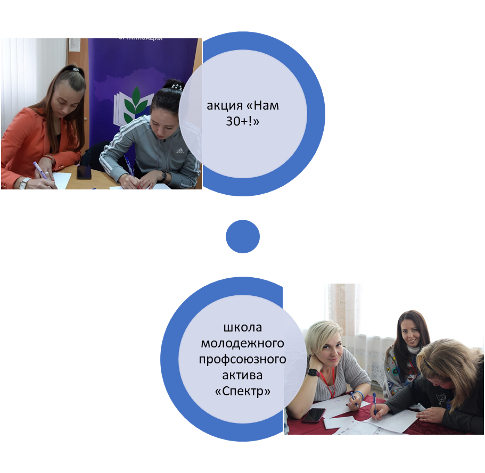 акция «Нам
30+!»
школа
молодежного
профсоюзного
актива
«Спектр»